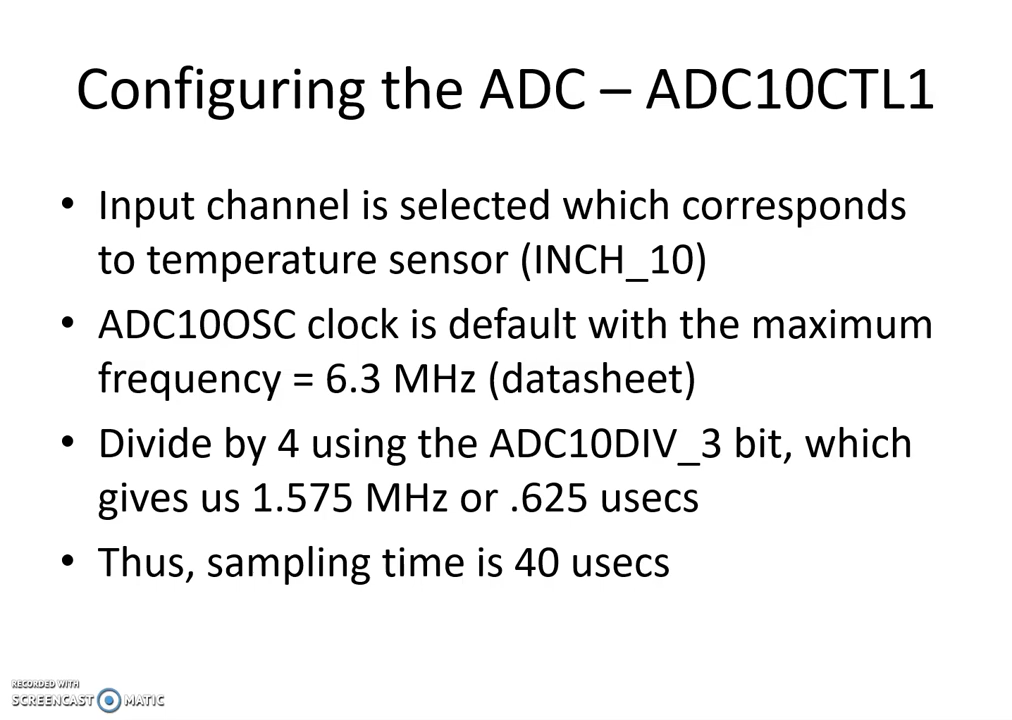 Configuring the ADC – ADC10CTL1
• Input channel is selected which corresponds
to temperature sensor (INCH_10)
• ADC10OSC clock is default with the maximum
frequency = 6.3 MHz (datasheet)
• Divide by 4 using the ADC10DIV_3 bit, which
gives us 1.575 MHz or .625 usecs
• Thus, sampling time is 40 usecs
RECORDED WITH
SCREENCAST MATIC